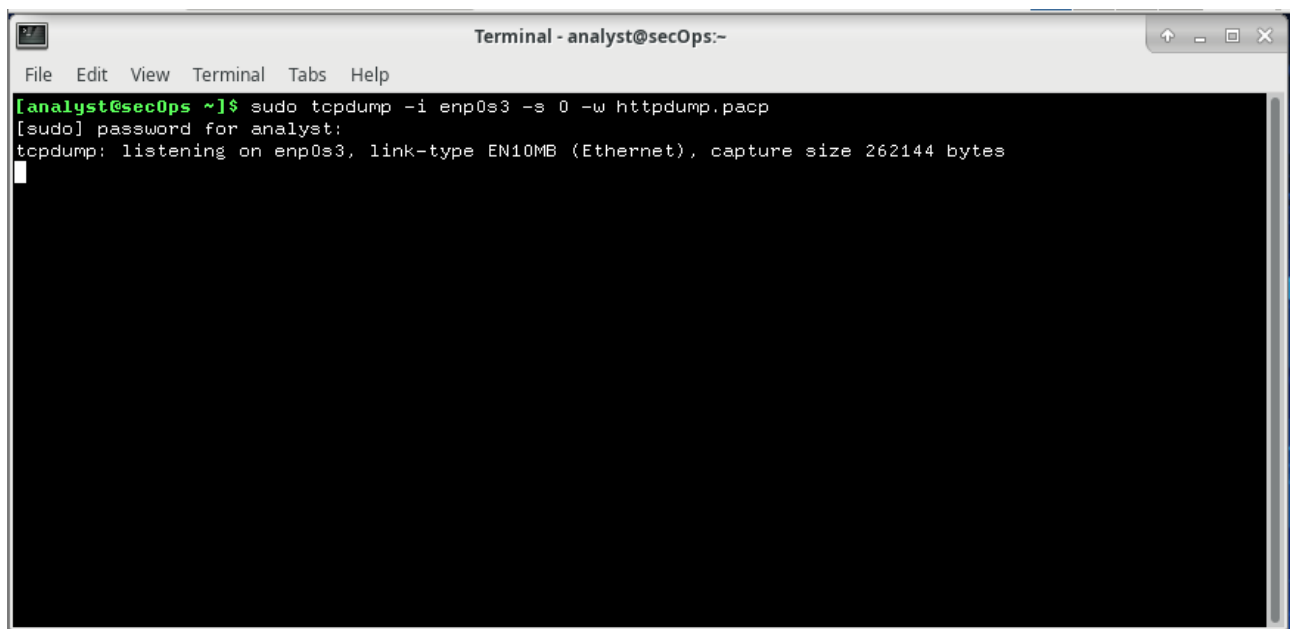 Terminal - analyst@secOps:~
File Edit View Terminal Tabs Help
[analyst@secOps ~]$ sudo tcpdump -i enp0s3 -s 0 -w httpdump.pacp
[sudo] password for analyst:
tcpdump: listening on enp0s3, link-type EN10MB (Ethernet), capture size 262144 bytes